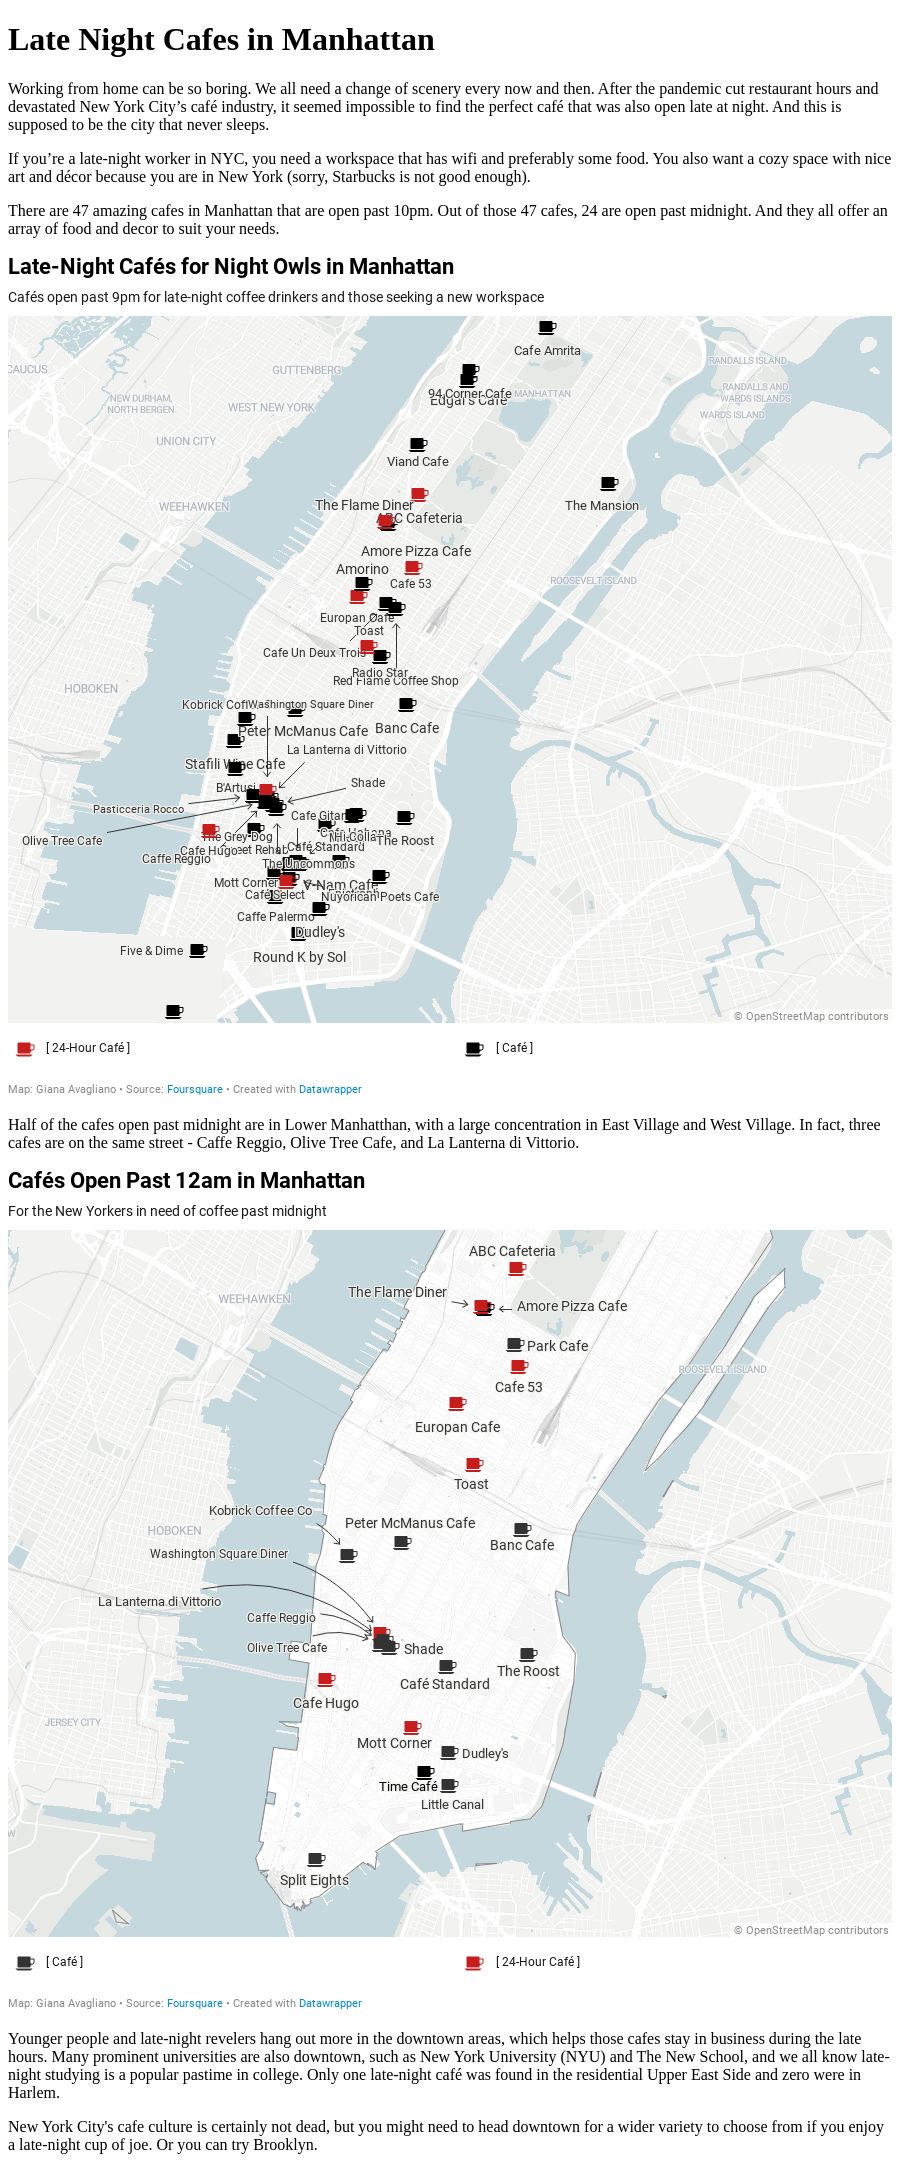 Late Night Cafes in Manhattan
Working from home can be so boring. We all need a change of scenery every now and then. After the pandemic cut restaurant hours and
devastated New York City’s café industry, it seemed impossible to find the perfect café that was also open late at night. And this is
supposed to be the city that never sleeps.
If you’re a late-night worker in NYC, you need a workspace that has wifi and preferably some food. You also want a cozy space with nice
art and décor because you are in New York (sorry, Starbucks is not good enough).
There are 47 amazing cafes in Manhattan that are open past 10pm. Out of those 47 cafes, 24 are open past midnight. And they all offer an
array of food and decor to suit your needs.
Late-Night Cafés for Night Owls in Manhattan
Cafés open past 9pm for late-night coffee drinkers and those seeking a new workspace
Cafe Amrita
CAUCUS
GUTTENBERG
RANDALLS ISLAND
94 Corner Cafe
Edgar's Cafe
MANHATTAN
NEW DURHAM,
NORTH BERGEN
WEST NEW YORK
RANDALLS AND
WARDS ISLANDS
WARDS ISLAND
UNION CITY
Viand Cafe
WEEHAWKEN
The Flame Diner
The Mansion
ABC Cafeteria
Amore Pizza Cafe
Amorino
Cafe 53
ROOSEVELT ISLAND
Europan Cafe
Toast
Cafe Un Deux Trois
Radio Star
Red Flame Coffee Shop
HOBOKEN
Kobrick Coff
Washington Square Diner
Peter McManus Cafe
Banc Cafe
La Lanterna di Vittorio
Stafili Wine Cafe
B'Artusi
Shade
Pasticceria Rocco
Cafe Gitan
Olive Tree Cafe
The Grey Dog
The Roost
Café Standard
Cafe Hugo
Caffe Reggio
The Uncommons
Mott Corner
V-Nam Cafe
Café Select
Nuyorican Poets Cafe
Caffe Palermo
Dudley's
Five & Dime
Round K by Sol
© OpenStreetMap contributors
[ 24-Hour Café ]
[ Café ]
Map: Giana Avagliano • Source: Foursquare • Created with Datawrapper
Half of the cafes open past midnight are in Lower Manhatthan, with a large concentration in East Village and West Village. In fact, three
cafes are on the same street - Caffe Reggio, Olive Tree Cafe, and La Lanterna di Vittorio.
Cafés Open Past 12am in Manhattan
For the New Yorkers in need of coffee past midnight
ABC Cafeteria
The Flame Diner
WEEHAWKEN
Amore Pizza Cafe
Park Cafe
ROOSEVELT ISLAND
Cafe 53
Europan Cafe
Toast
Kobrick Coffee Co
Peter McManus Cafe
HOBOKEN
Banc Cafe
Washington Square Diner
La Lanterna di Vittorio
Caffe Reggio
Olive Tree Cafe
Shade
The Roost
Café Standard
Cafe Hugo
JERSEY CITY
Mott Corner
Dudley's
Time Café
Little Canal
Split Eights
© OpenStreetMap contributors
[ Café ]
[ 24-Hour Café ]
Map: Giana Avagliano • Source: Foursquare • Created with Datawrapper
Younger people and late-night revelers hang out more in the downtown areas, which helps those cafes stay in business during the late
hours. Many prominent universities are also downtown, such as New York University (NYU) and The New School, and we all know late-
night studying is a popular pastime in college. Only one late-night café was found in the residential Upper East Side and zero were in
Harlem.
New York City's cafe culture is certainly not dead, but you might need to head downtown for a wider variety to choose from if you enjoy
a late-night cup of joe. Or you can try Brooklyn.